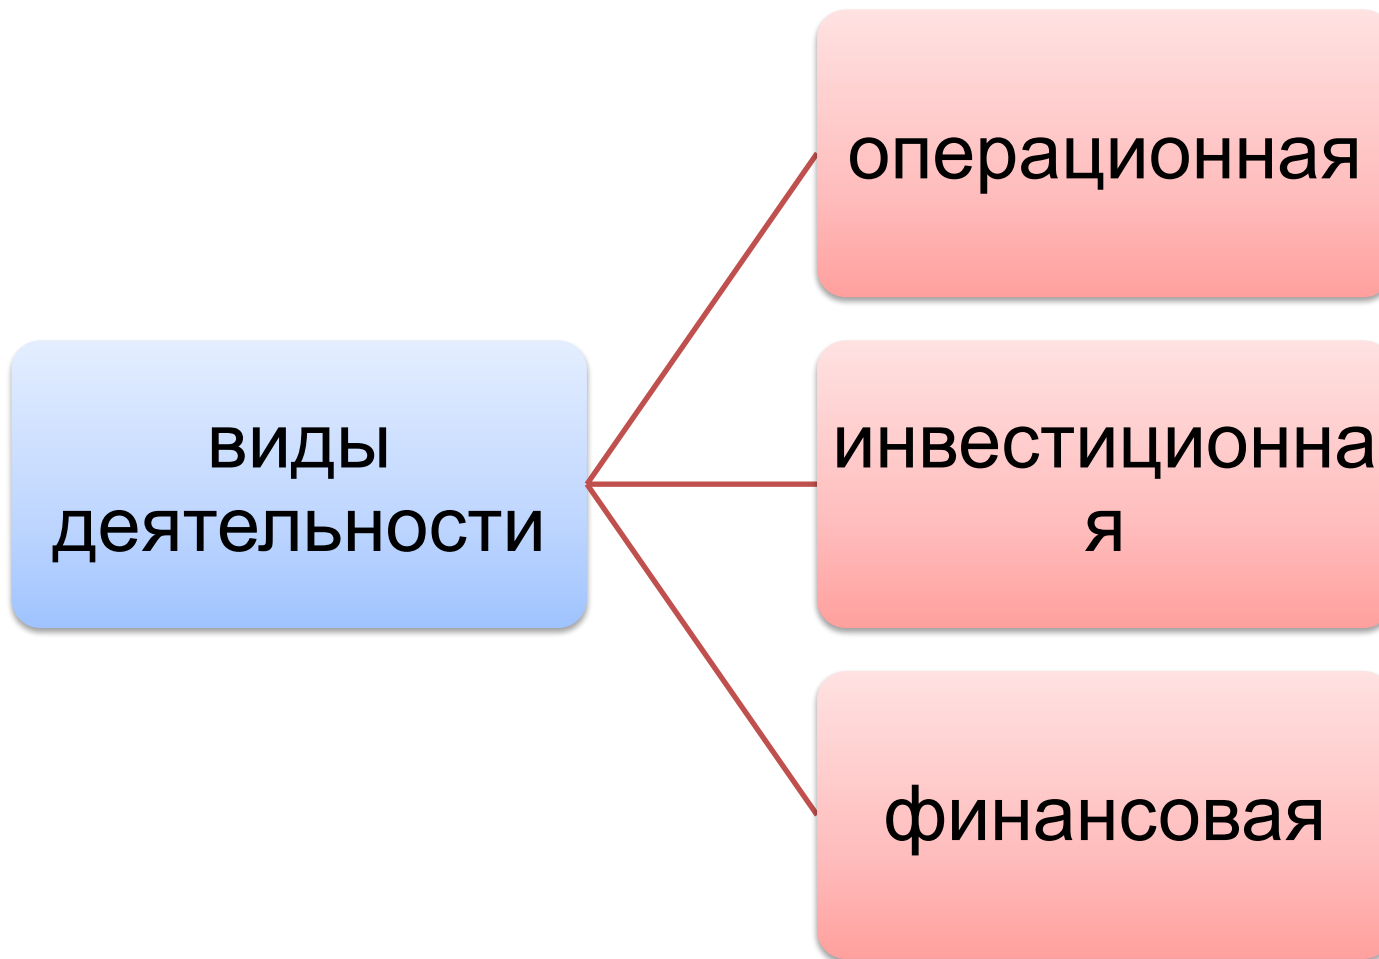 операционная
виды
деятельности
инвестиционна
я
финансовая